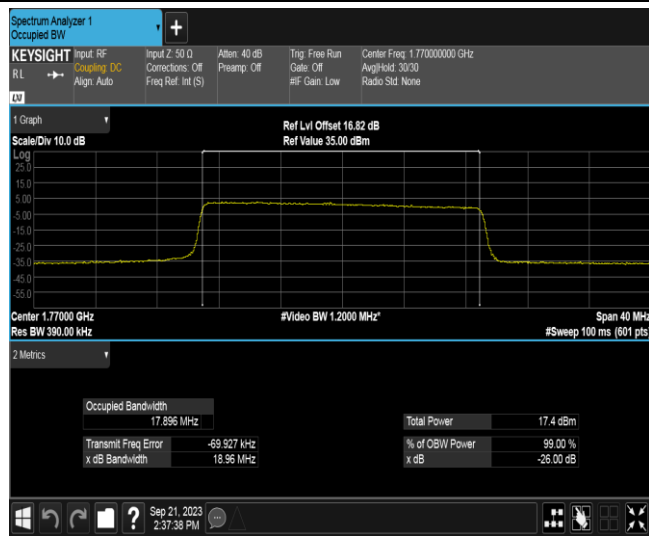 Spectrum Analyzer 1
Occupied BW
+
KEYSIGHT
RL
LXI
Input: RF
Coupling: DC
Align: Auto
Input Z: 50 Ω
Corrections: Off
Freq Ref: Int (S)
Atten: 40 dB
Preamp: Off
Trig: Free Run
Gate: Off
#IF Gain: Low
Center Freq: 1.770000000 GHz
Avg|Hold: 30/30
Radio Std: None
1 Graph
Scale/Div 10.0 dB
Ref Lvl Offset 16.82 dB
Ref Value 35.00 dBm
Log
25.0
15.0
5.00
-5.00
-15.0
-25.0
-35.0
-45.0
-55.0
Center 1.77000 GHz
#Video BW 1.2000 MHz*
Span 40 MHz
Res BW 390.00 kHz
#Sweep 100 ms (601 pts)
2 Metrics
Occupied Bandwidth
17.896 MHz
Total Power 17.4 dBm
Transmit Freq Error -69.927 kHz
% of OBW Power 99.00 %
x dB Bandwidth 18.96 MHz
x dB -26.00 dB
?
Sep 21, 2023
2:37:38 PM